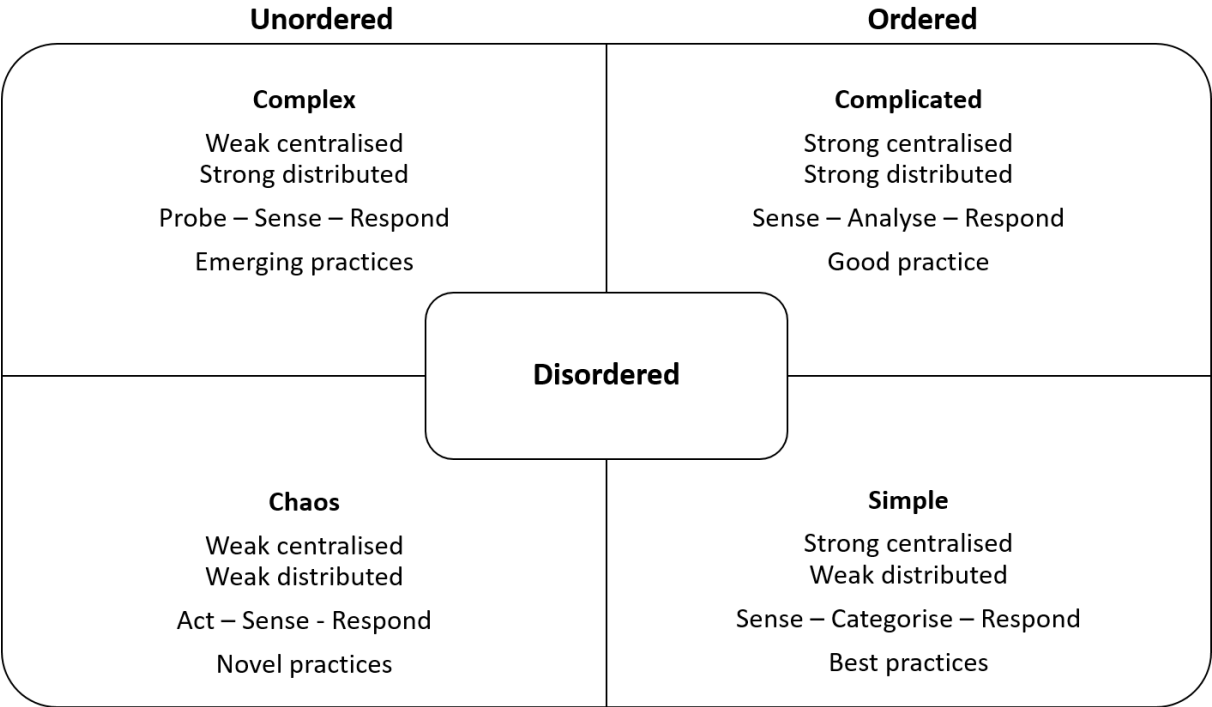 Unordered
Ordered
Complex
Weak centralised
Strong distributed
Probe – Sense – Respond
Emerging practices
Complicated
Strong centralised
Strong distributed
Sense – Analyse – Respond
Good practice
Disordered
Chaos
Weak centralised
Weak distributed
Act – Sense - Respond
Novel practices
Simple
Strong centralised
Weak distributed
Sense – Categorise – Respond
Best practices